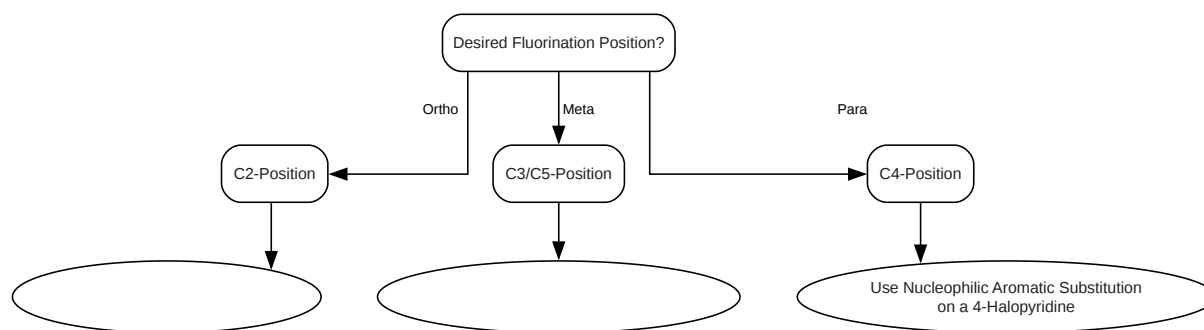 Desired Fluorination Position?
Ortho
Meta
Para
C2-Position
C3/C5-Position
C4-Position
Use Nucleophilic Aromatic Substitution
on a 4-Halopyridine